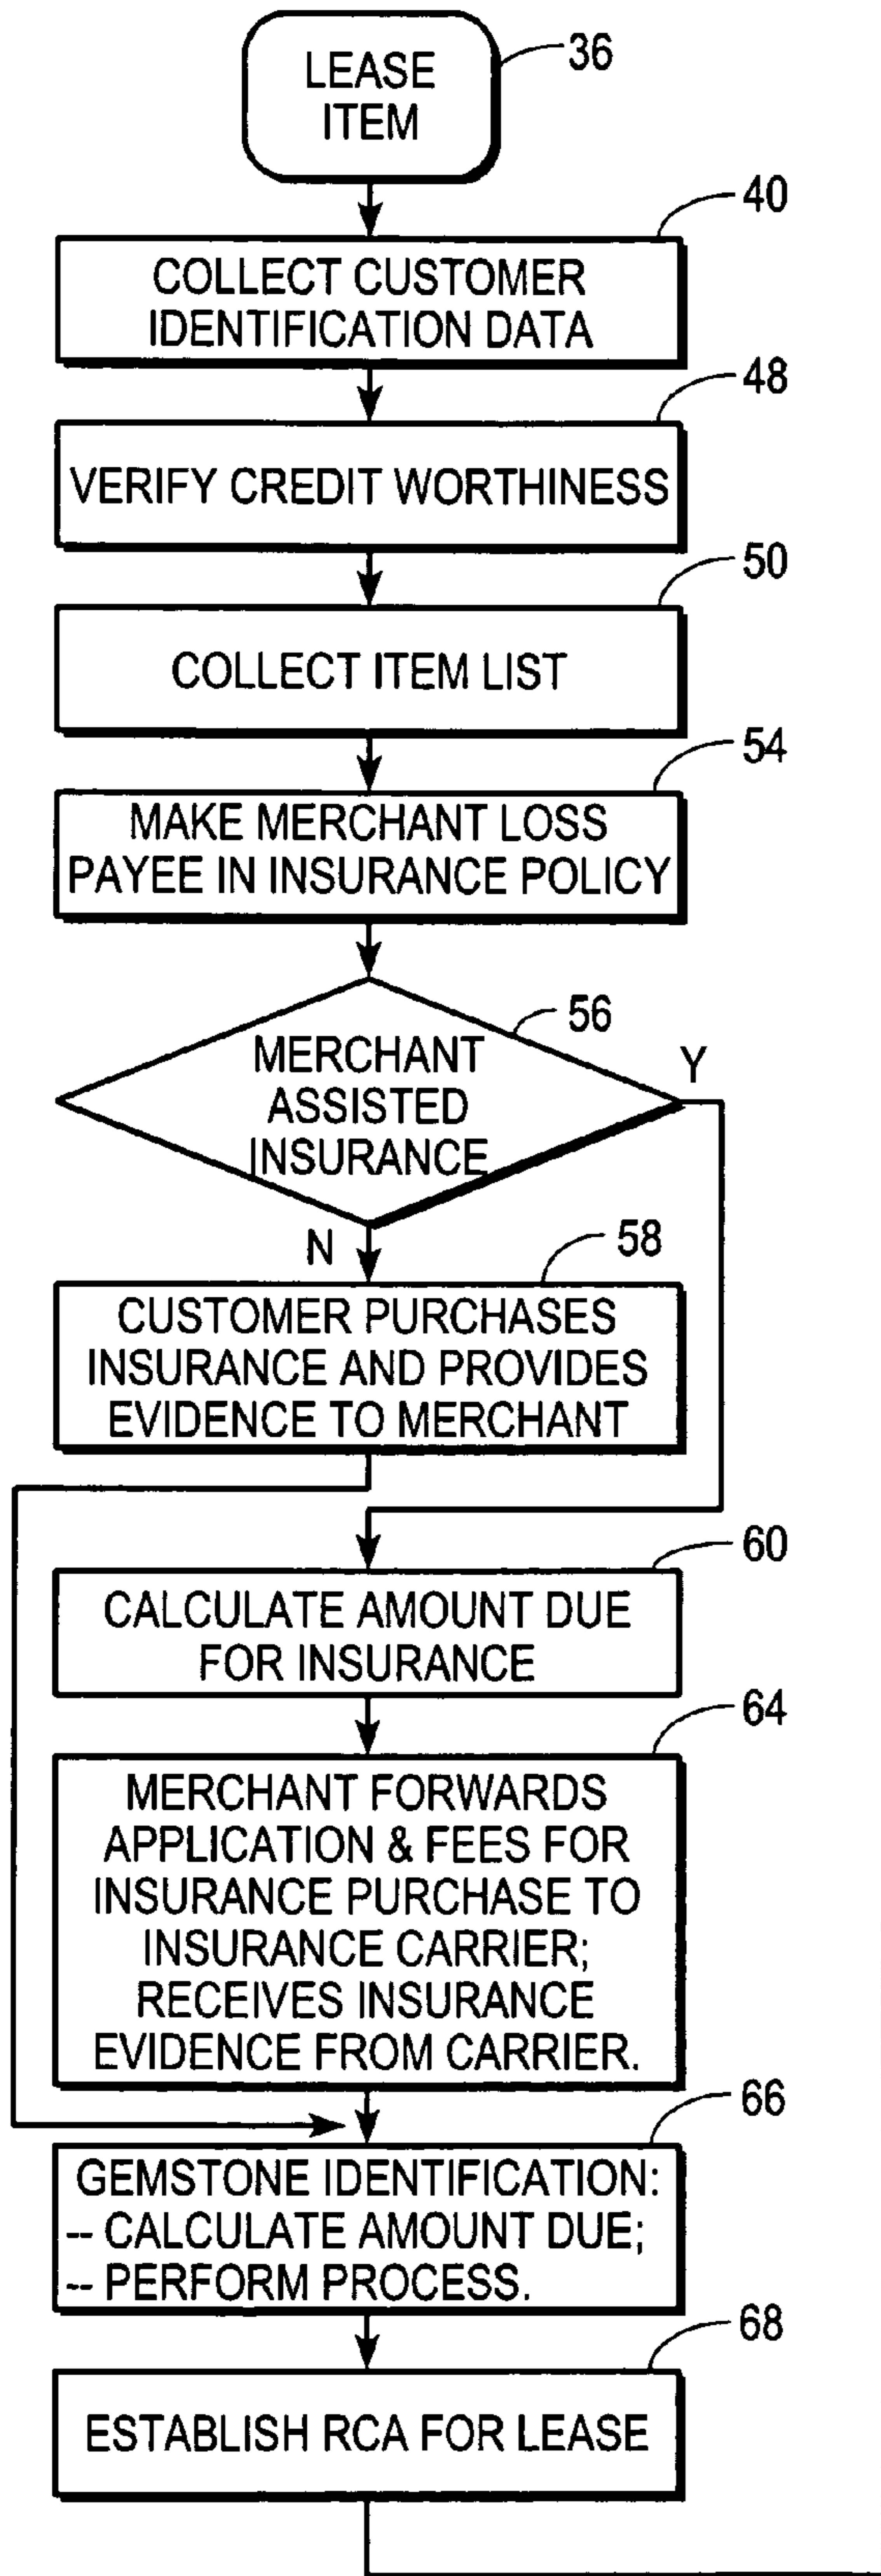 LEASE
ITEM
36
40
COLLECT CUSTOMER
IDENTIFICATION DATA
48
VERIFY CREDIT WORTHINESS
50
COLLECT ITEM LIST
54
MAKE MERCHANT LOSS
PAYEE IN INSURANCE POLICY
56
MERCHANT
ASSISTED
INSURANCE
Y
N
58
CUSTOMER PURCHASES
INSURANCE AND PROVIDES
EVIDENCE TO MERCHANT
60
CALCULATE AMOUNT DUE
FOR INSURANCE
64
MERCHANT FORWARDS
APPLICATION & FEES FOR
INSURANCE PURCHASE TO
INSURANCE CARRIER;
RECEIVES INSURANCE
EVIDENCE FROM CARRIER.
66
GEMSTONE IDENTIFICATION:
-- CALCULATE AMOUNT DUE;
-- PERFORM PROCESS.
68
ESTABLISH RCA FOR LEASE